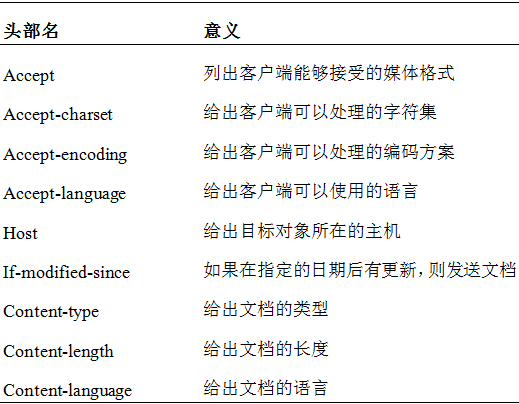 头部名 意义
Accept 列出客户端能够接受的媒体格式
Accept-charset 给出客户端可以处理的字符集
Accept-encoding 给出客户端可以处理的编码方案
Accept-language 给出客户端可以使用的语言
Host 给出目标对象所在的主机
If-modified-since 如果在指定的日期后有更新，则发送文档
Content-type 给出文档的类型
Content-length 给出文档的长度
Content-language 给出文档的语言